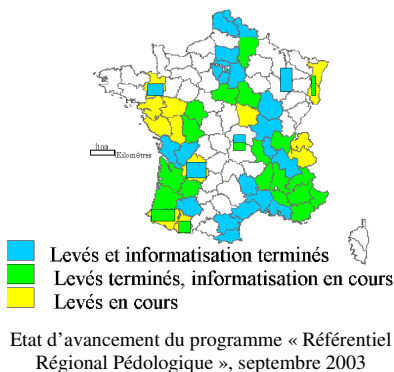 100
Kilomètres
Levés et informatisation terminés
Levés terminés, informatisation en cours
Levés en cours
Etat d’avancement du programme « Référentiel
Régional Pédologique », septembre 2003